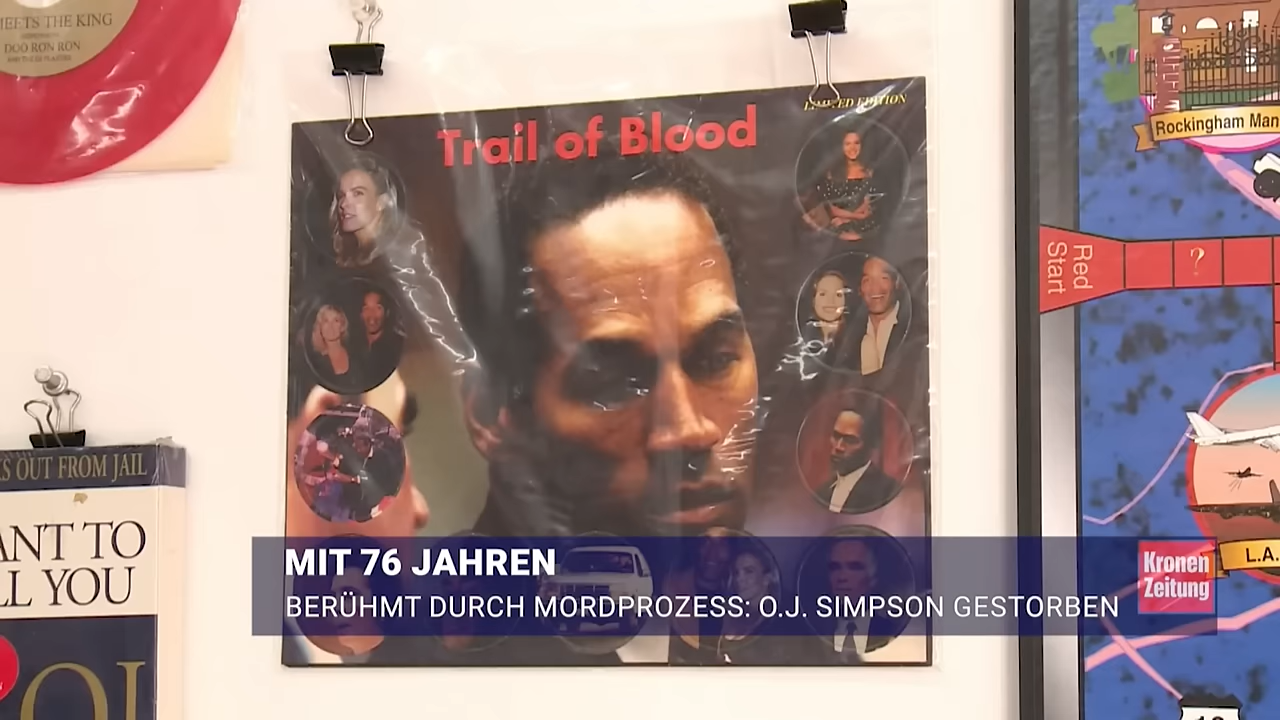 MEETS THE KING
DOO RON RON
LIMITED EDITION
Trail of Blood
Rockingham Man
Red
Start
?
S OUT FROM JAIL
ANT TO
LL YOU
OJ
L.A.
MIT 76 JAHREN
BERÜHMT DURCH MORDPROZESS: O.J. SIMPSON GESTORBEN
Kronen
Zeitung